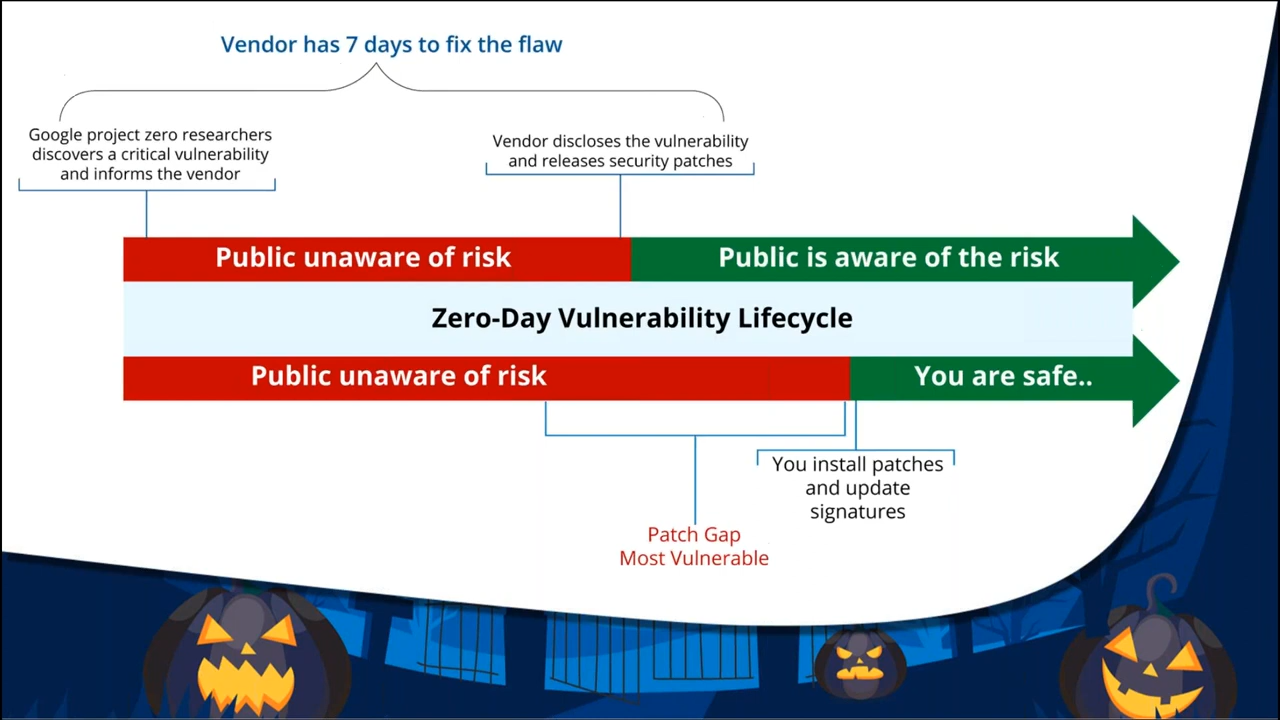 Vendor has 7 days to fix the flaw
Google project zero researchers
discovers a critical vulnerability
and informs the vendor
Vendor discloses the vulnerability
and releases security patches
Public unaware of risk
Public is aware of the risk
Zero-Day Vulnerability Lifecycle
Public unaware of risk
You are safe..
You install patches
and update
signatures
Patch Gap
Most Vulnerable